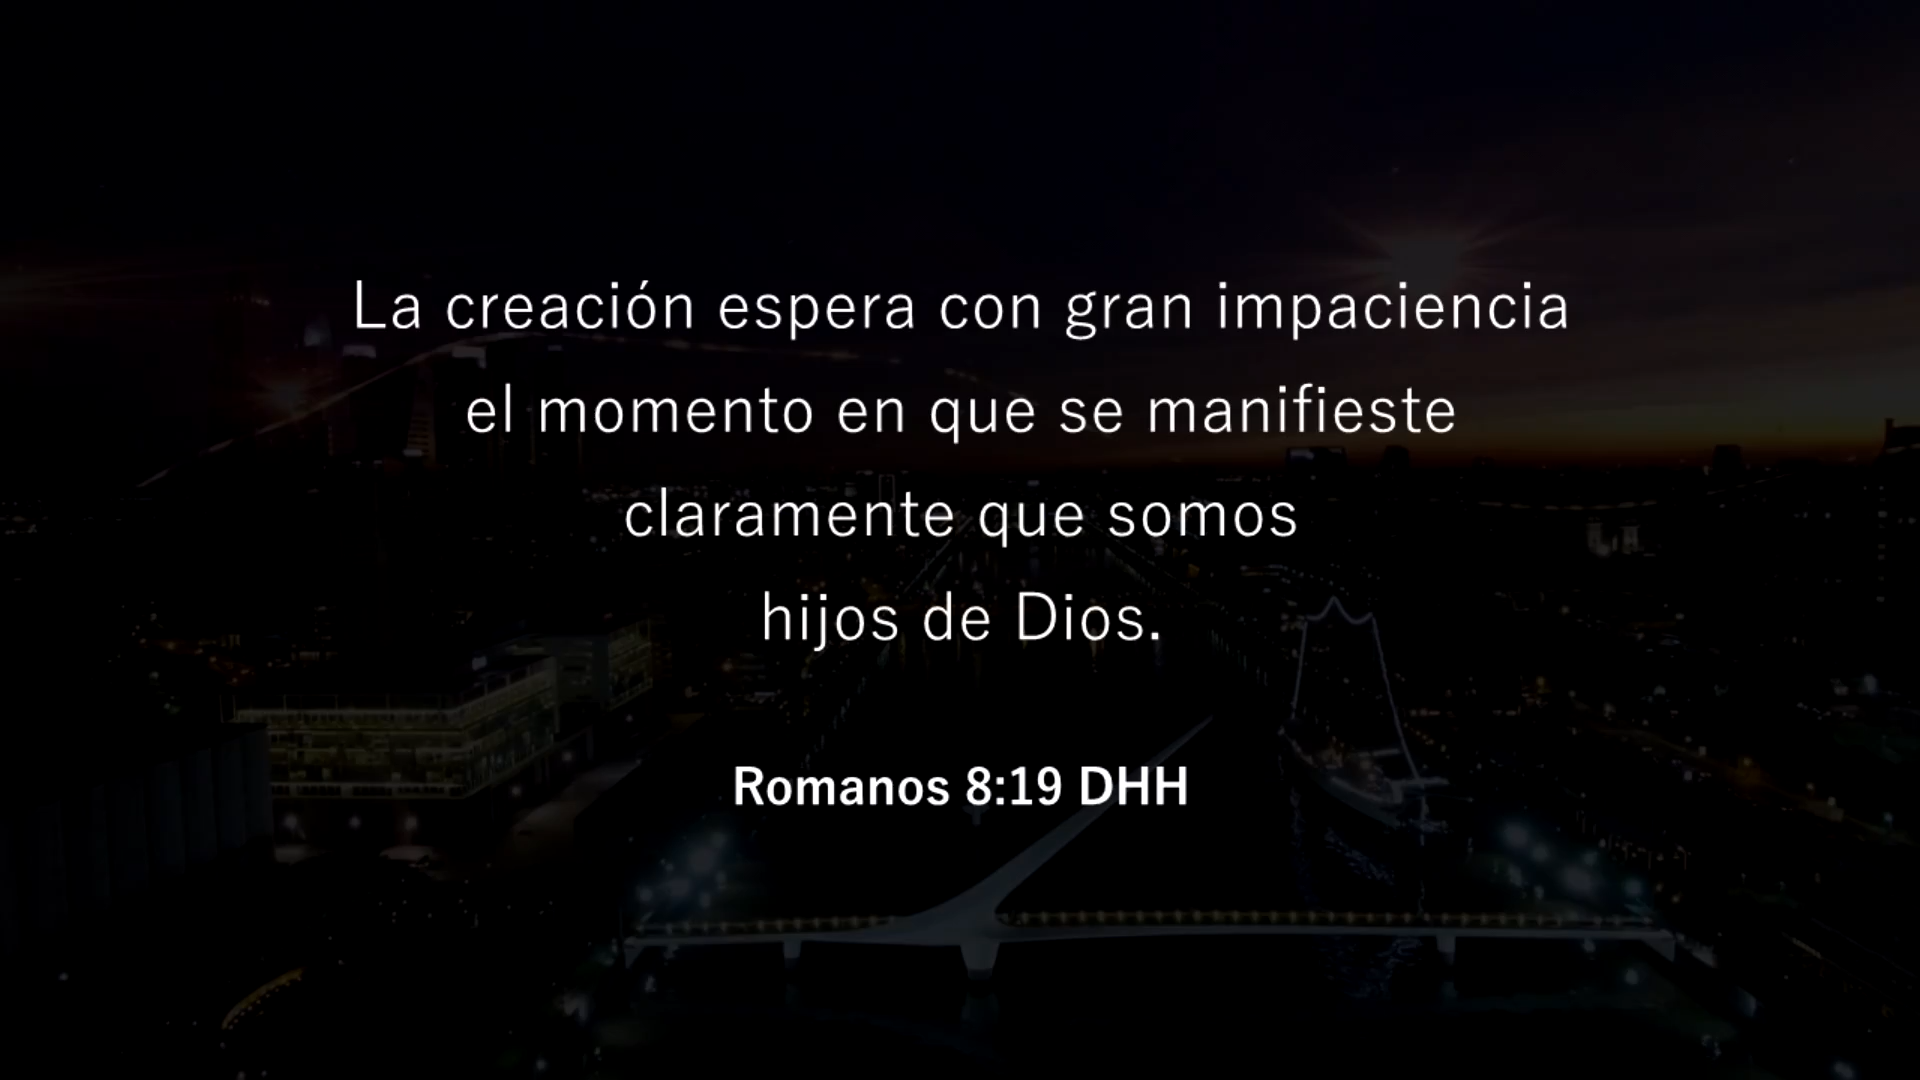 La creación espera con gran impaciencia
el momento en que se manifieste
claramente que somos
hijos de Dios.
Romanos 8:19 DHH